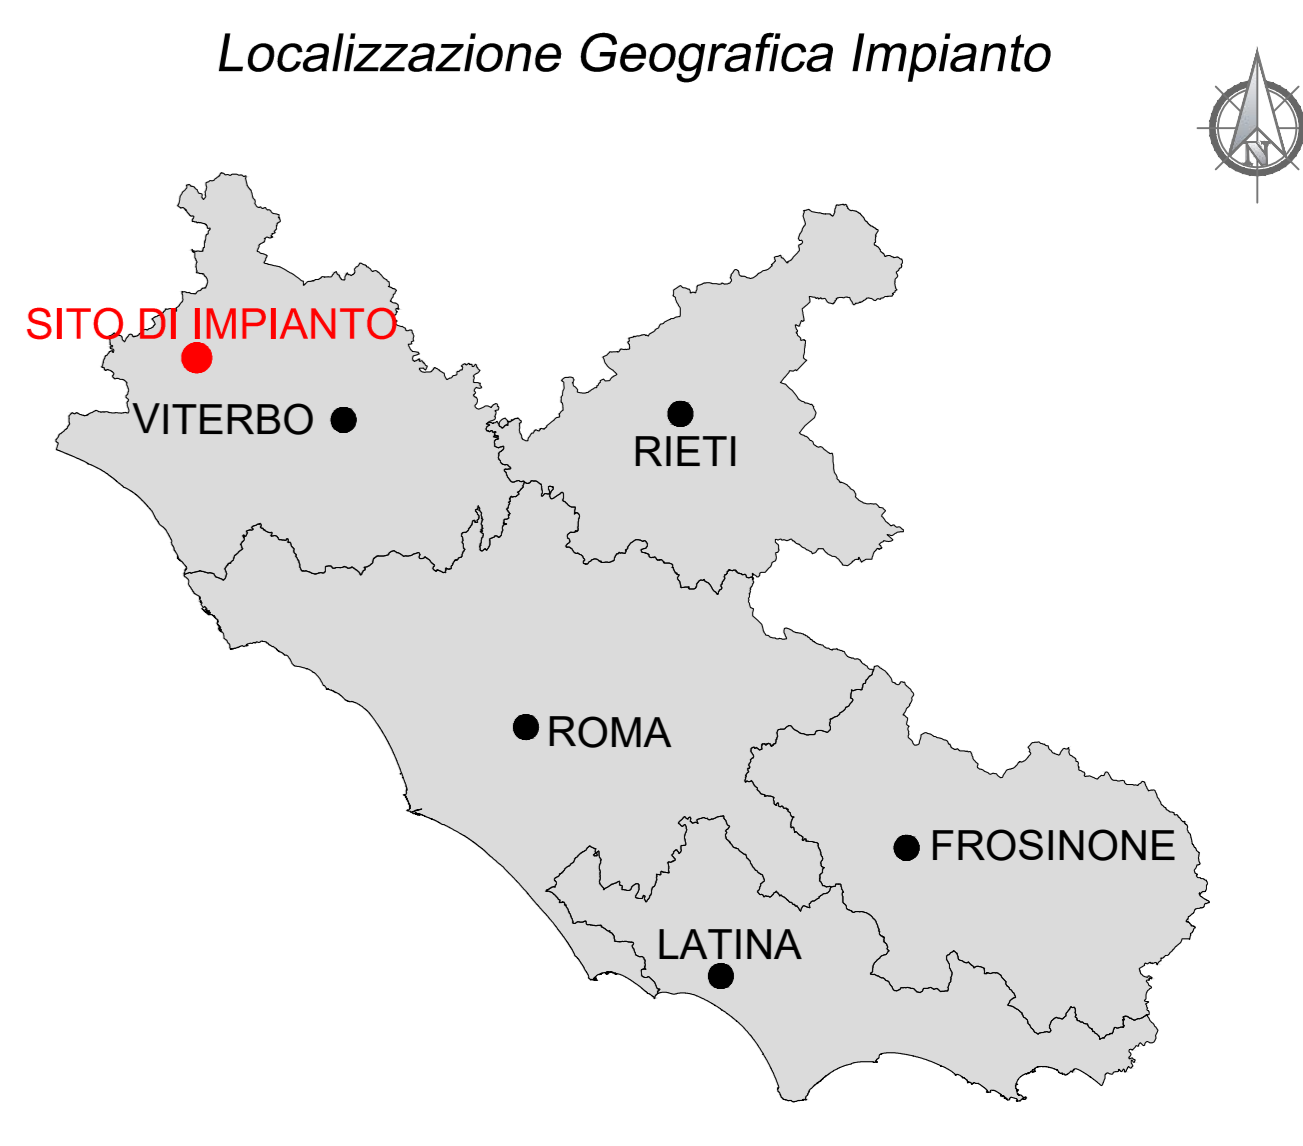 Localizzazione Geografica Impianto
N
SITO DI IMPIANTO
VITERBO
RIETI
ROMA
FROSINONE
LATINA